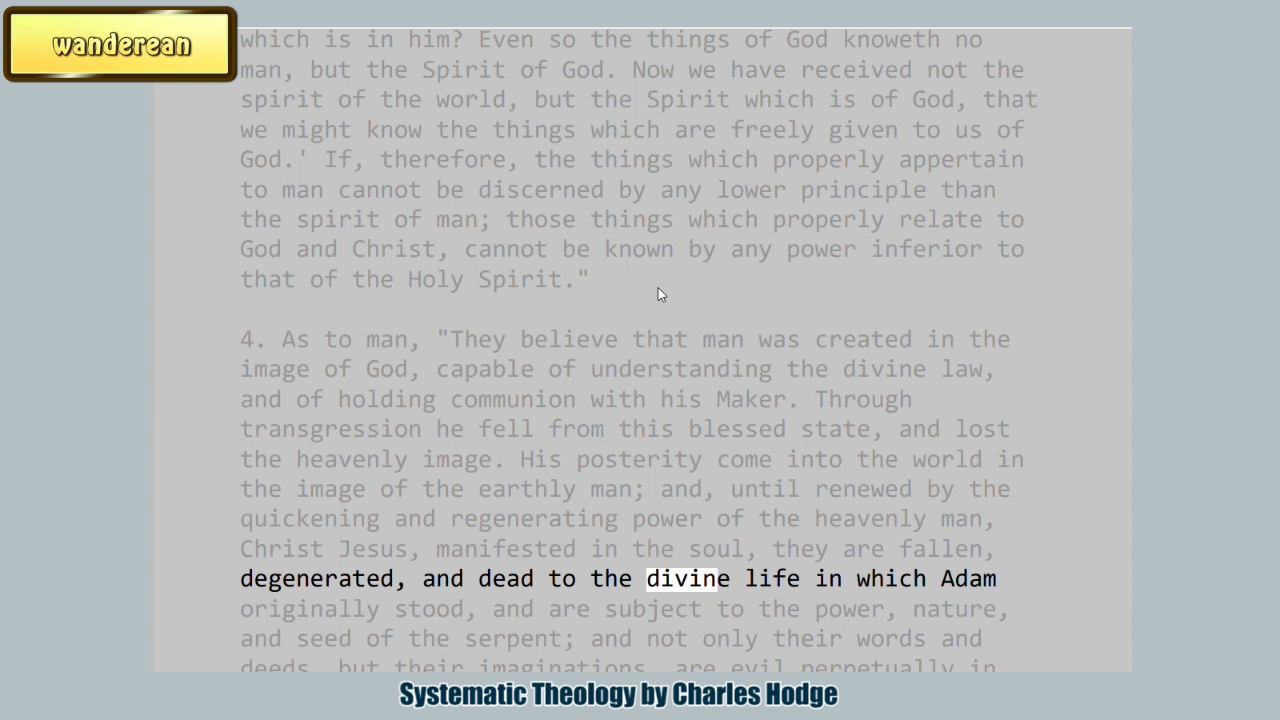 wanderean
which is in him? Even so the things of God knoweth no
man, but the Spirit of God. Now we have received not the
spirit of the world, but the Spirit which is of God, that
we might know the things which are freely given to us of
God.' If, therefore, the things which properly appertain
to man cannot be discerned by any lower principle than
the spirit of man; those things which properly relate to
God and Christ, cannot be known by any power inferior to
that of the Holy Spirit."
4. As to man, "They believe that man was created in the
image of God, capable of understanding the divine law,
and of holding communion with his Maker. Through
transgression he fell from this blessed state, and lost
the heavenly image. His posterity come into the world in
the image of the earthly man; and, until renewed by the
quickening and regenerating power of the heavenly man,
Christ Jesus, manifested in the soul, they are fallen,
degenerated, and dead to the divine life in which Adam
originally stood, and are subject to the power, nature,
and seed of the serpent; and not only their words and
deeds, but their imaginations, are evil perpetually in
Systematic Theology by Charles Hodge